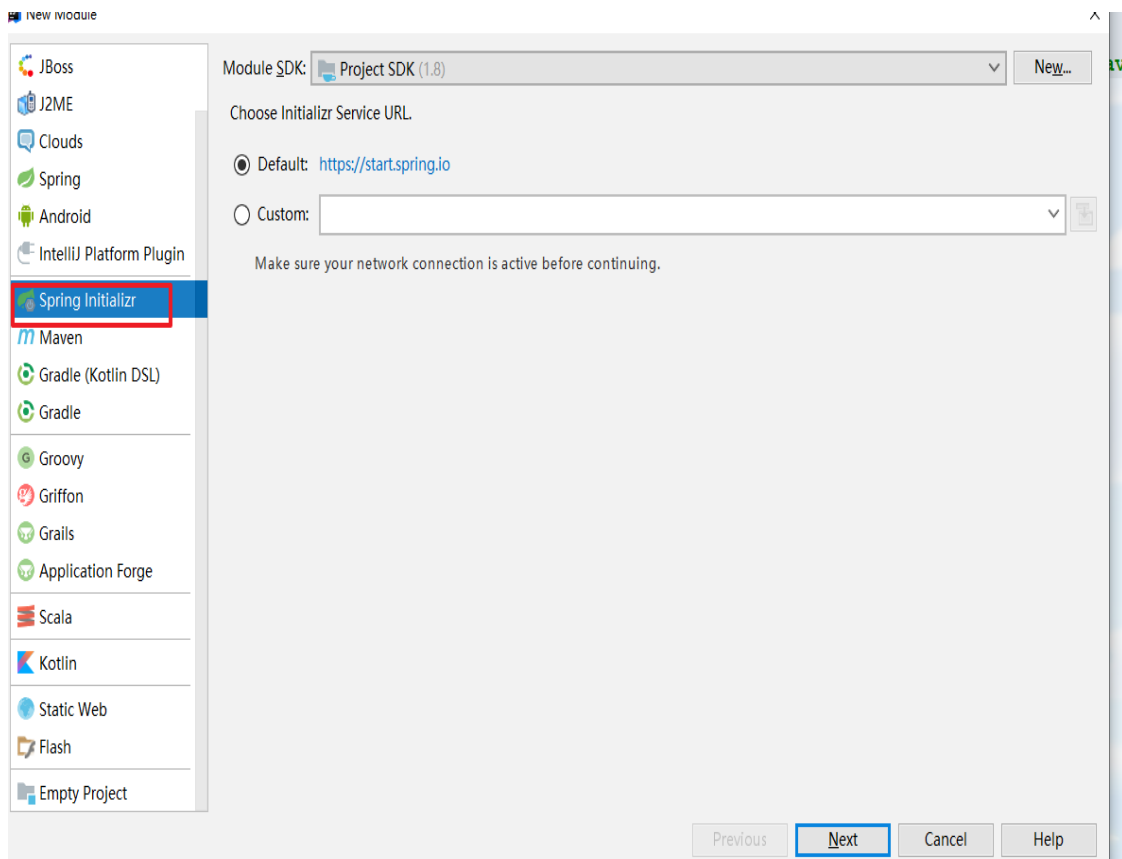 New Module
JBoss
J2ME
Clouds
Spring
Android
IntelliJ Platform Plugin
Spring Initializr
Maven
Gradle (Kotlin DSL)
Gradle
Groovy
Griffon
Grails
Application Forge
Scala
Kotlin
Static Web
Flash
Empty Project
Module SDK: Project SDK (1.8) New...
Choose Initializr Service URL.
Default: https://start.spring.io
Custom:
Make sure your network connection is active before continuing.
Previous Next Cancel Help